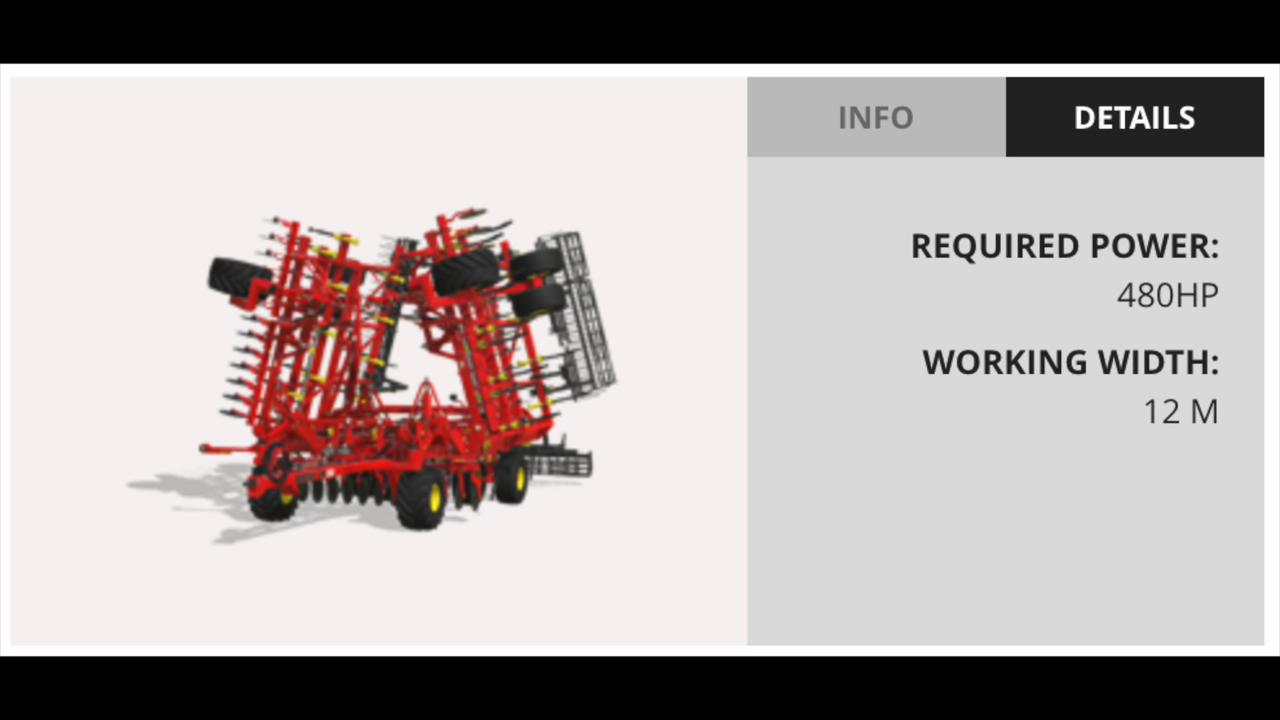 INFO
DETAILS
REQUIRED POWER:
480HP
WORKING WIDTH:
12 M